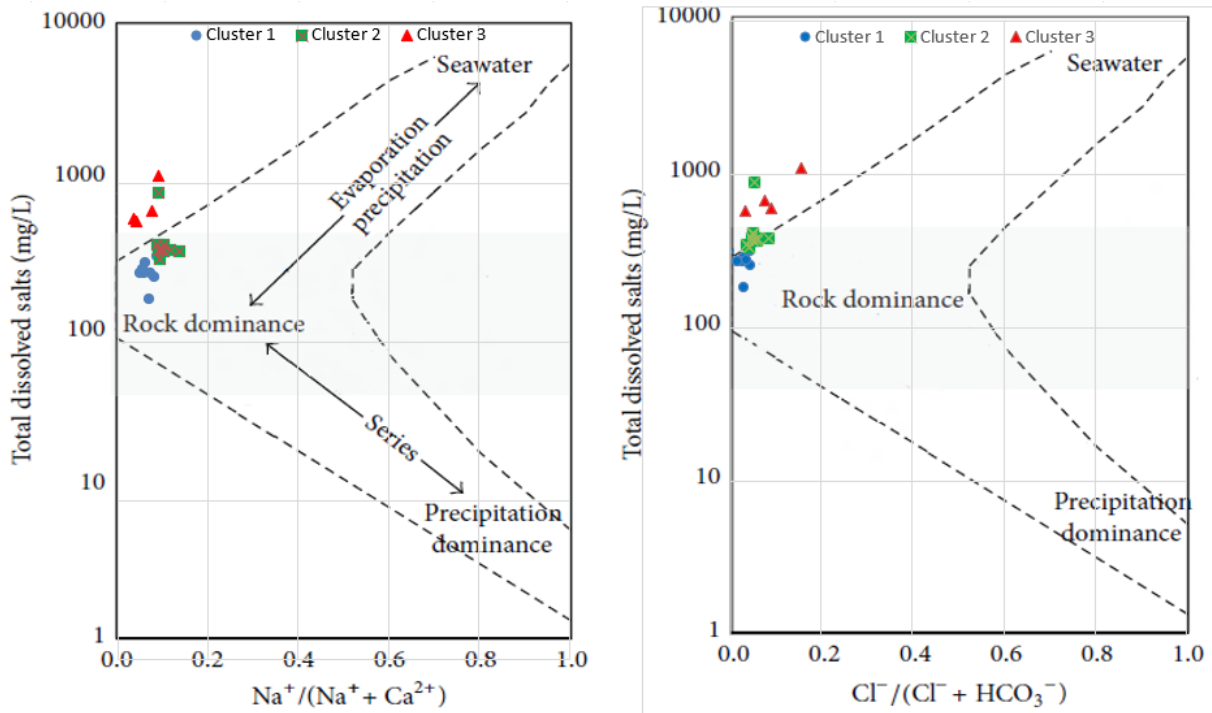 10000
1000
100
10
1
Total dissolved salts (mg/L)
Cluster 1 Cluster 2 Cluster 3
Seawater
Evaporation
precipitation
Rock dominance
Series
Precipitation
dominance
0.0 0.2 0.4 0.6 0.8 1.0
Na⁺/(Na⁺ + Ca²⁺)
10000
1000
100
10
1
Total dissolved salts (mg/L)
Cluster 1 Cluster 2 Cluster 3
Seawater
Rock dominance
Precipitation
dominance
0.0 0.2 0.4 0.6 0.8 1.0
Cl⁻/(Cl⁻ + HCO₃⁻)